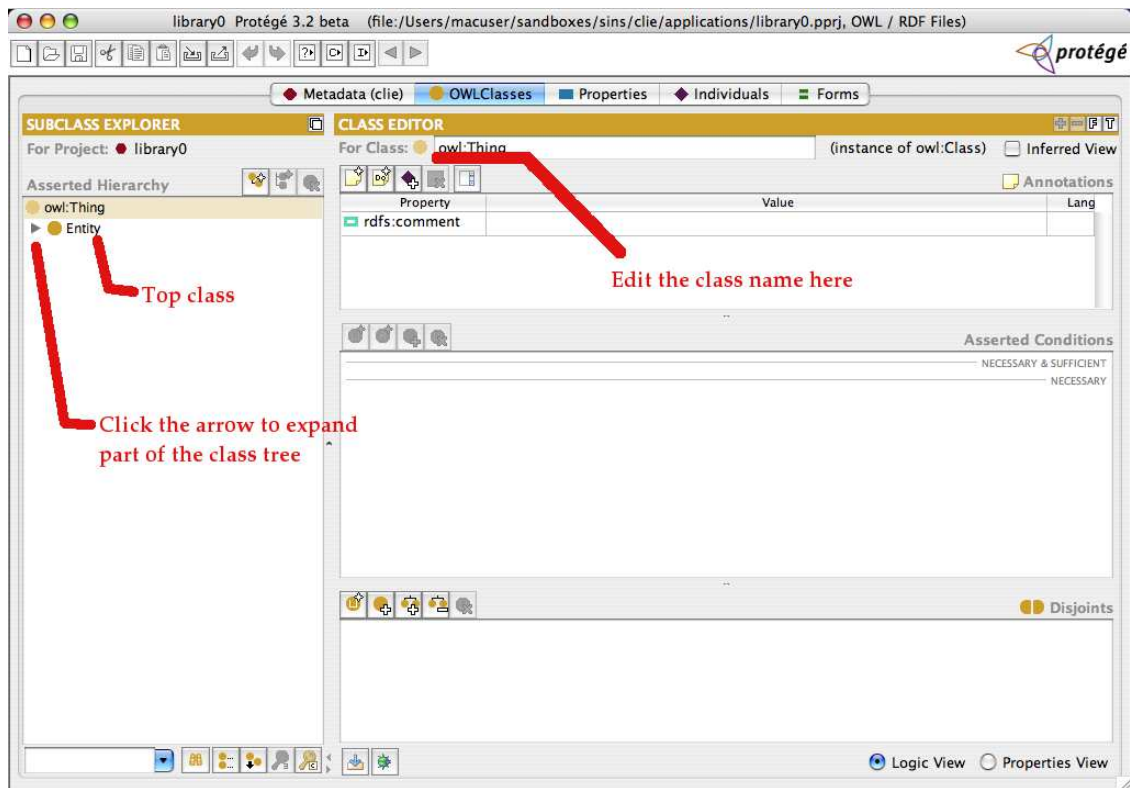 library0 Protégé 3.2 beta (file:/Users/macuser/sandboxes/sins/clie/applications/library0.pprj, OWL / RDF Files)
protégé
Metadata (clie) OWLClasses Properties Individuals Forms
SUBCLASS EXPLORER
For Project: library0
Asserted Hierarchy
owl:Thing
Entity
Top class
Click the arrow to expand
part of the class tree
CLASS EDITOR
For Class: owl:Thing (instance of owl:Class) Inferred View
Annotations
Property Value Lang
rdfs:comment
Edit the class name here
Asserted Conditions
NECESSARY & SUFFICIENT
NECESSARY
Disjoints
Logic View Properties View